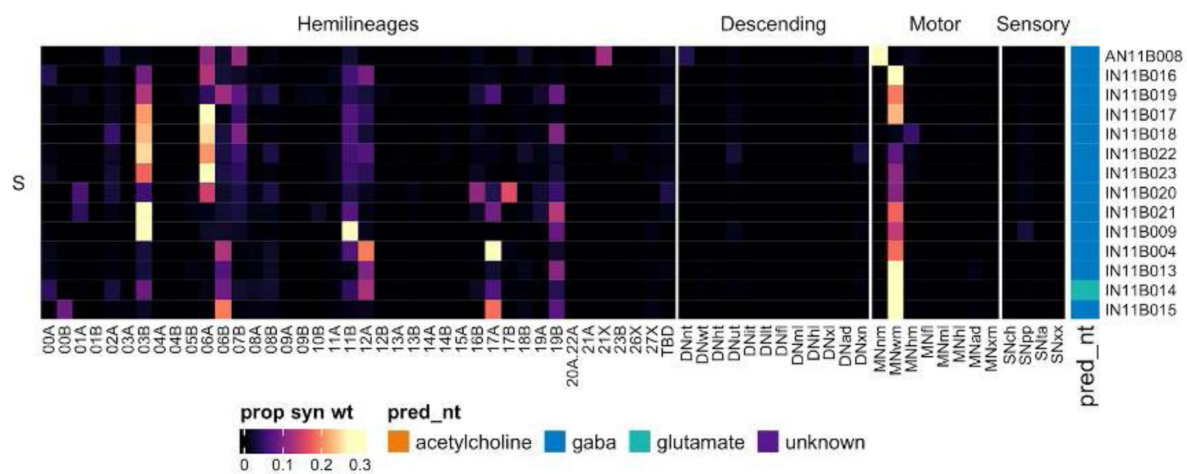 Hemilineages Descending Motor Sensory
AN11B008
IN11B016
IN11B019
IN11B017
IN11B018
IN11B022
IN11B023
S
IN11B020
IN11B021
IN11B009
IN11B004
IN11B013
IN11B014
IN11B015
00A 00B 01A 01B 02A 03A 03B 04A 04B 05B 06A 06B 07B 08A 08B 09A 09B 10B 11A 11B 12A 12B 13A 13B 14A 14B 15A 16B 17A 17B 18B 19A 19B 20A.22A 21A 21X 23B 26X 27X TBD DNnt DNwt DNht DNut DNit DNlt DNfl DNml DNhl DNxl DNad DNxn MNnm MNwm MNhm MNfl MNml MNhl MNad MNxm SNch SNpp SNta SNxx pred_nt
prop syn wt pred_nt
acetylcholine gaba glutamate unknown
0 0.1 0.2 0.3